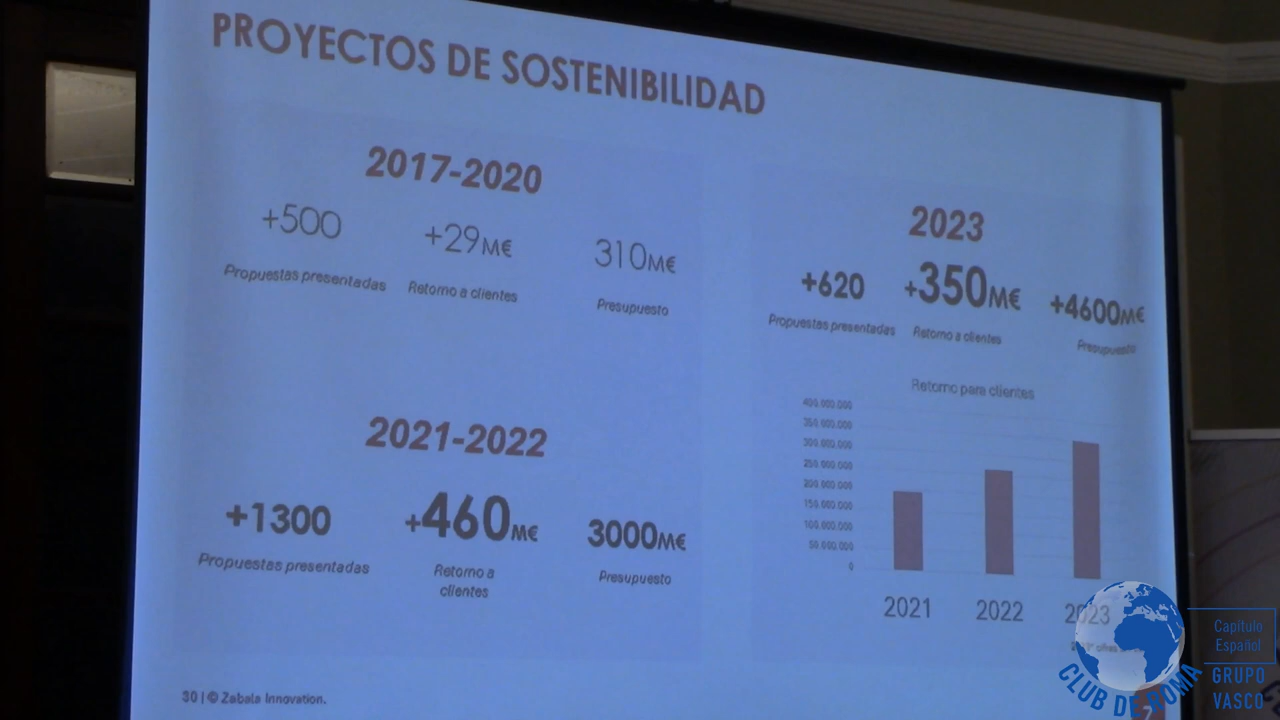 PROYECTOS DE SOSTENIBILIDAD
2017-2020
+500
Propuestas presentadas
+29M€
Retorno a clientes
310M€
Presupuesto
2021-2022
+1300
Propuestas presentadas
+460M€
Retorno a
clientes
3000M€
Presupuesto
2023
+620
Propuestas presentadas
+350M€
Retorno a clientes
+4600M€
Presupuesto
Retorno para clientes
400.000.000
350.000.000
300.000.000
250.000.000
200.000.000
150.000.000
100.000.000
50.000.000
0
2021
2022
2023
30 | © Zabala Innovation.
Capítulo
Español
GRUPO
VASCO
CLUB DE ROMA